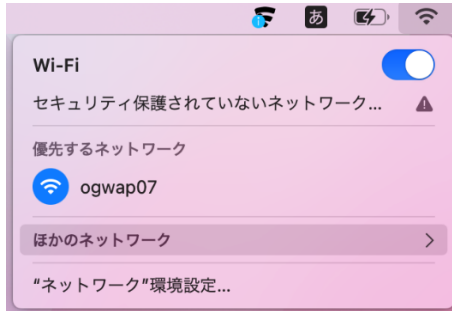 あ
Wi-Fi
セキュリティ保護されていないネットワーク...
優先するネットワーク
ogwap07
ほかのネットワーク
"ネットワーク"環境設定...